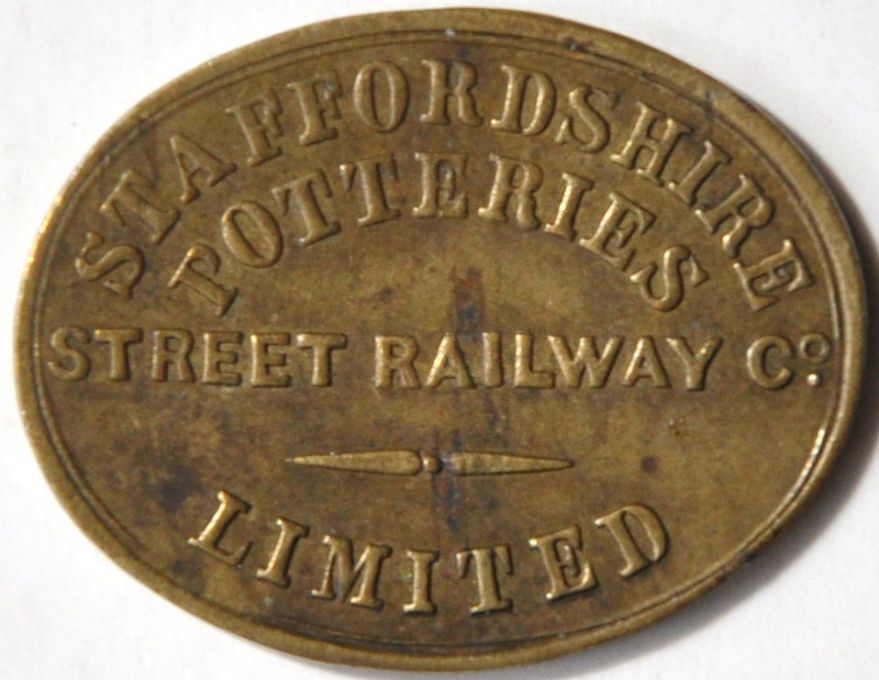 STAFFORDSHIRE
POTTERIES
STREET RAILWAY Cº.
LIMITED